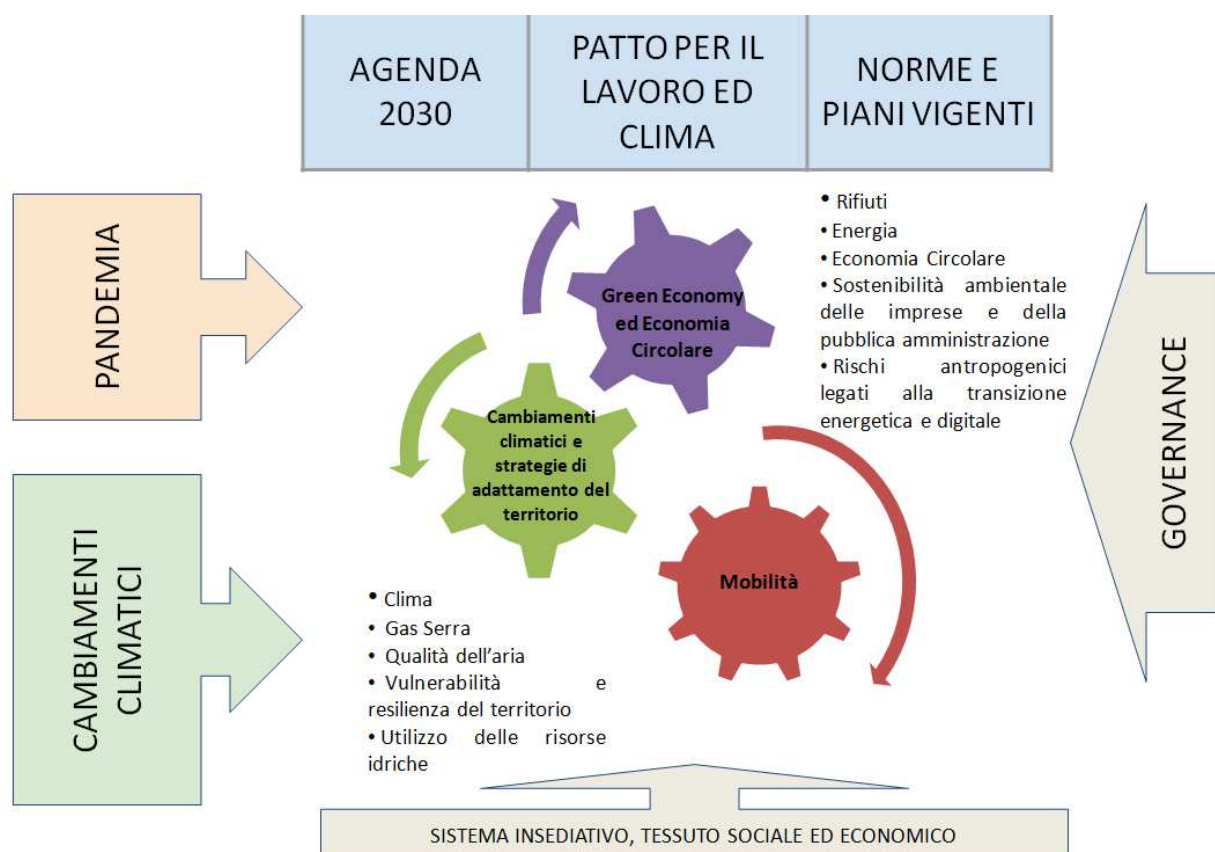 AGENDA
2030
PATTO PER IL
LAVORO ED
CLIMA
NORME E
PIANI VIGENTI
PANDEMIA
CAMBIAMENTI
CLIMATICI
Green Economy
ed Economia
Circolare
Cambiamenti
climatici e
strategie di
adattamento del
territorio
Mobilità
• Rifiuti
• Energia
• Economia Circolare
• Sostenibilità ambientale
delle imprese e della
pubblica amministrazione
• Rischi antropogenici
legati alla transizione
energetica e digitale
• Clima
• Gas Serra
• Qualità dell'aria
• Vulnerabilità e
resilienza del territorio
• Utilizzo delle risorse
idriche
GOVERNANCE
SISTEMA INSEDIATIVO, TESSUTO SOCIALE ED ECONOMICO